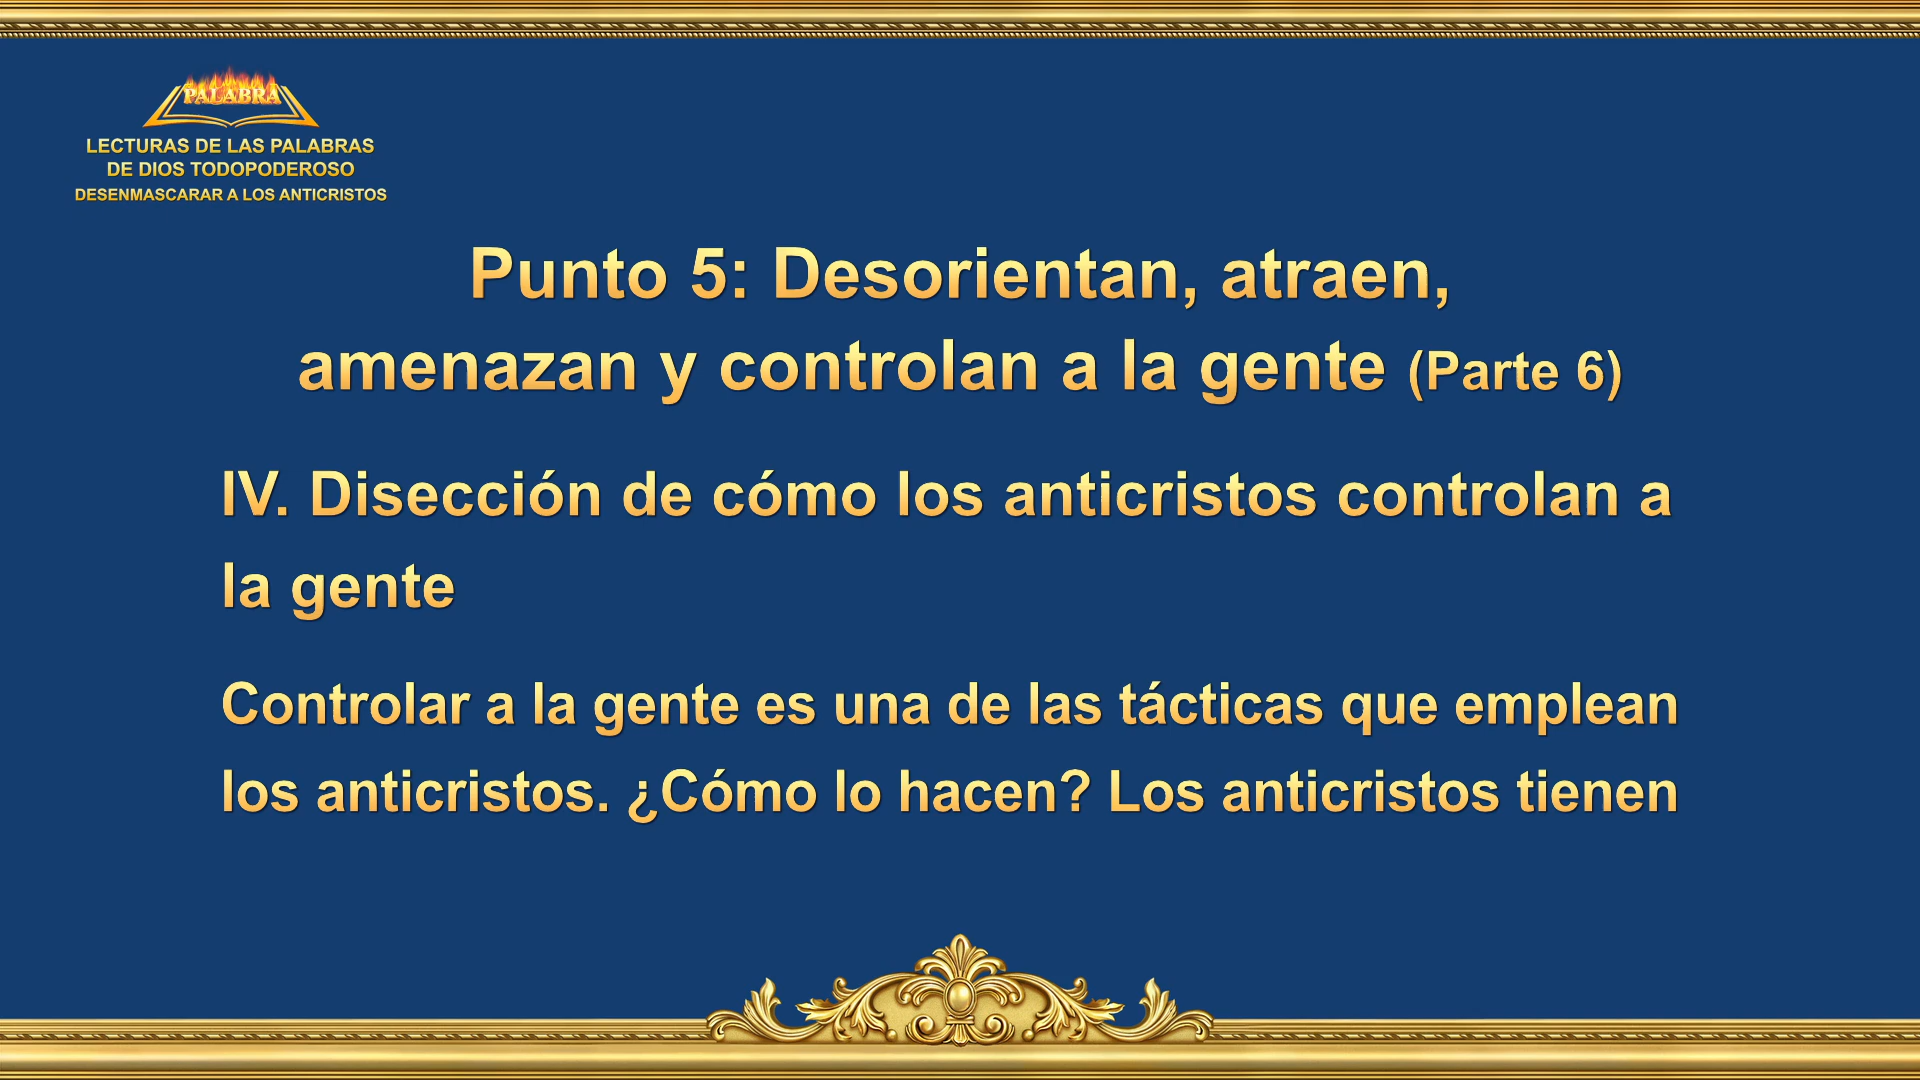 PALABRA
LECTURAS DE LAS PALABRAS
DE DIOS TODOPODEROSO
DESENMASCARAR A LOS ANTICRISTOS
Punto 5: Desorientan, atraen,
amenazan y controlan a la gente (Parte 6)
IV. Disección de cómo los anticristos controlan a
la gente
Controlar a la gente es una de las tácticas que emplean
los anticristos. ¿Cómo lo hacen? Los anticristos tienen